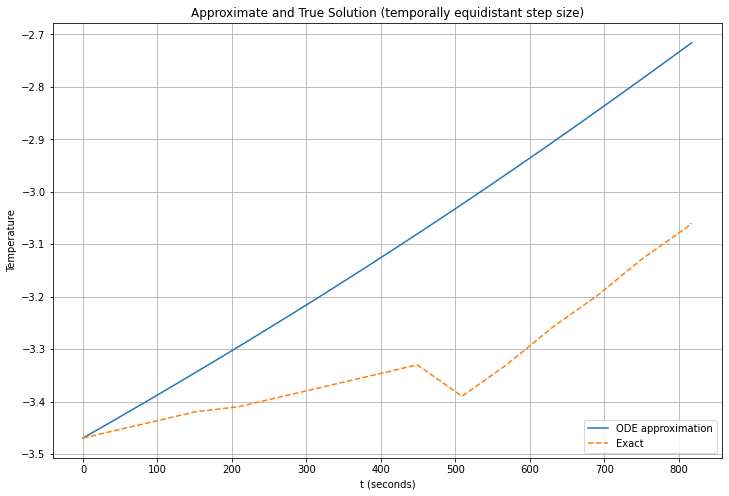 Approximate and True Solution (temporally equidistant step size)
Temperature
−2.7
−2.8
−2.9
−3.0
−3.1
−3.2
−3.3
−3.4
−3.5
0 100 200 300 400 500 600 700 800
t (seconds)
ODE approximation
Exact